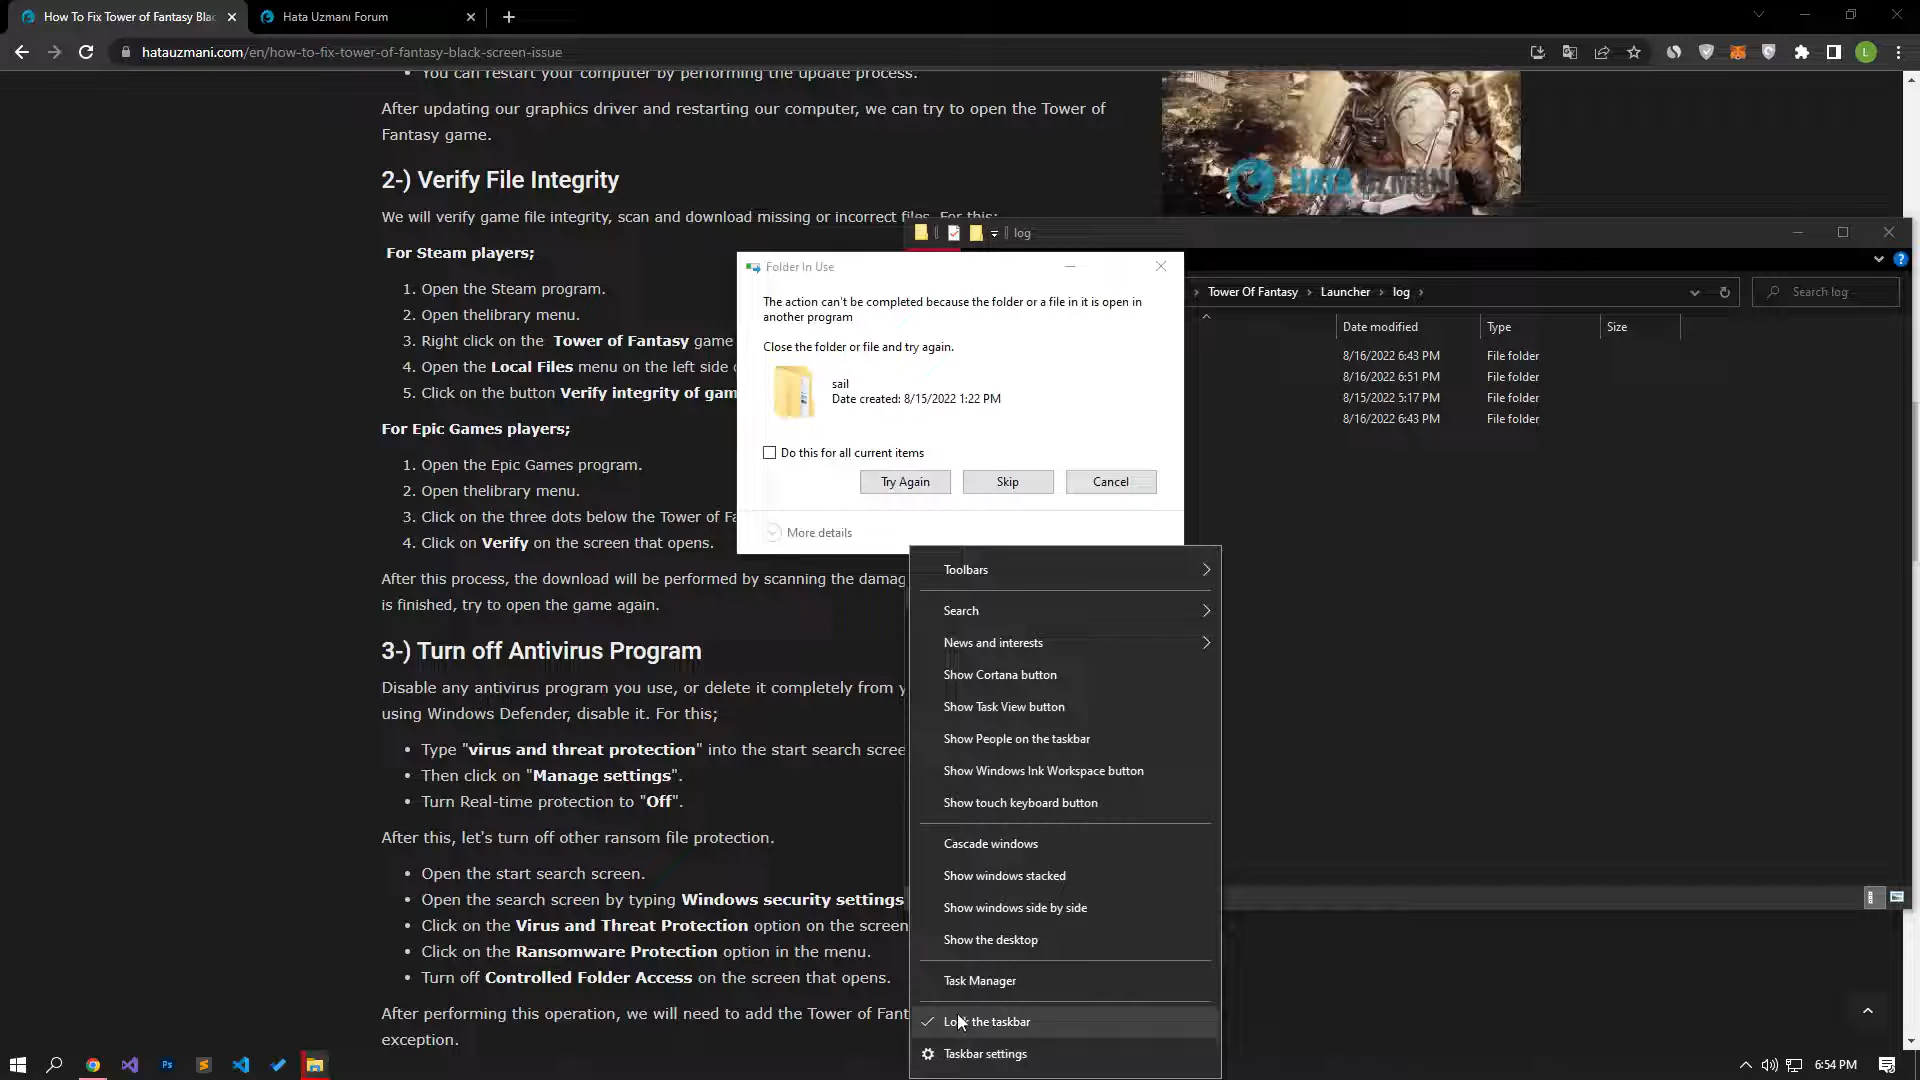 How To Fix Tower of Fantasy Bla
Hata Uzmani Forum
hatauzmani.com/en/how-to-fix-tower-of-fantasy-black-screen-issue
You can restart your computer by performing the update process.
After updating our graphics driver and restarting our computer, we can try to open the Tower of
Fantasy game.
2-) Verify File Integrity
We will verify game file integrity, scan and download missing or incorrect files. For this;
For Steam players;
1. Open the Steam program.
2. Open thelibrary menu.
3. Right click on the Tower of Fantasy game
4. Open the Local Files menu on the left side
5. Click on the button Verify integrity of gam
For Epic Games players;
1. Open the Epic Games program.
2. Open thelibrary menu.
3. Click on the three dots below the Tower of Fa
4. Click on Verify on the screen that opens.
After this process, the download will be performed by scanning the damag
is finished, try to open the game again.
3-) Turn off Antivirus Program
Disable any antivirus program you use, or delete it completely from y
using Windows Defender, disable it. For this;
Type "virus and threat protection" into the start search scree
Then click on "Manage settings".
Turn Real-time protection to "Off".
After this, let's turn off other ransom file protection.
Open the start search screen.
Open the search screen by typing Windows security settings
Click on the Virus and Threat Protection option on the screen
Click on the Ransomware Protection option in the menu.
Turn off Controlled Folder Access on the screen that opens.
After performing this operation, we will need to add the Tower of Fant
exception.
HATA UZMANI
log
Tower Of Fantasy > Launcher > log >
Search log
Date modified Type Size
8/16/2022 6:43 PM File folder
8/16/2022 6:51 PM File folder
8/15/2022 5:17 PM File folder
8/16/2022 6:43 PM File folder
Folder In Use
The action can't be completed because the folder or a file in it is open in
another program
Close the folder or file and try again.
sail
Date created: 8/15/2022 1:22 PM
Do this for all current items
Try Again Skip Cancel
More details
Toolbars
Search
News and interests
Show Cortana button
Show Task View button
Show People on the taskbar
Show Windows Ink Workspace button
Show touch keyboard button
Cascade windows
Show windows stacked
Show windows side by side
Show the desktop
Task Manager
Lock the taskbar
Taskbar settings
L
Ps
6:54 PM